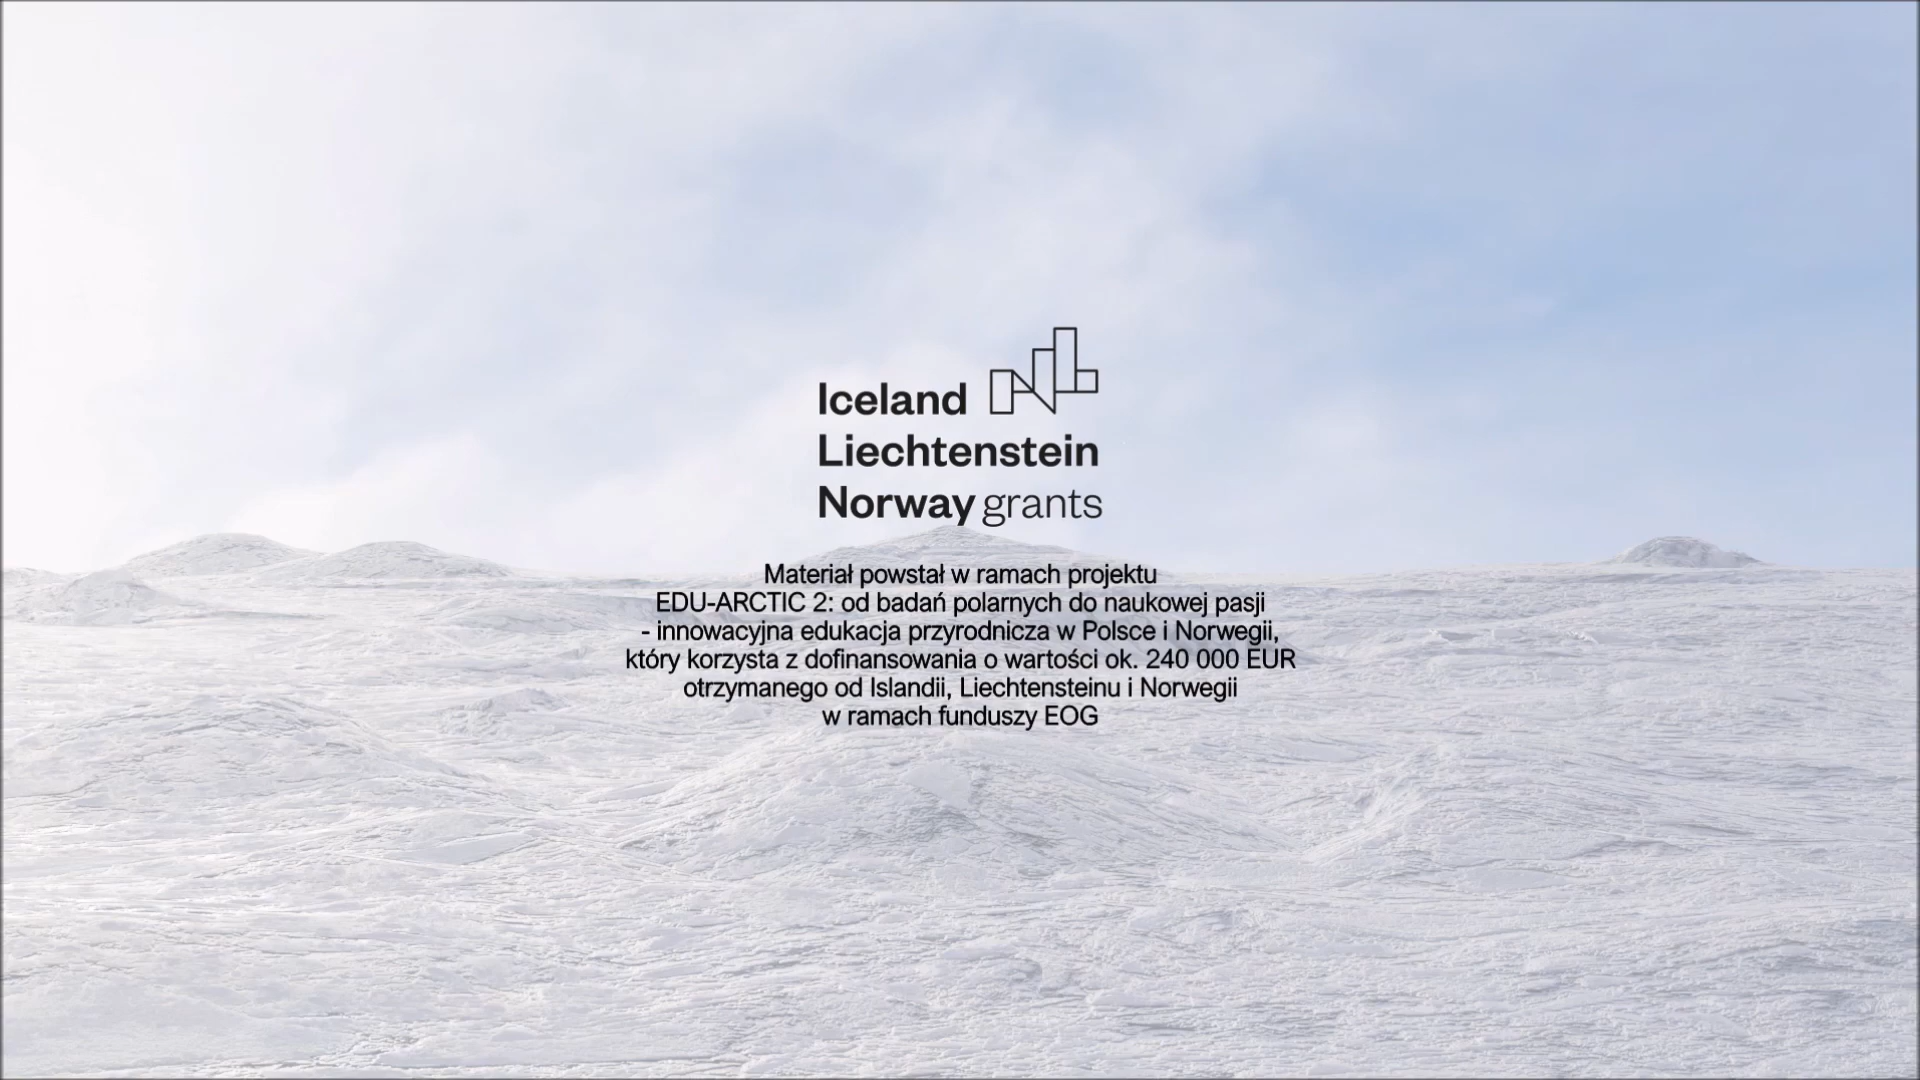 Iceland
Liechtenstein
Norway grants
Materiał powstał w ramach projektu
EDU-ARCTIC 2: od badań polarnych do naukowej pasji
- innowacyjna edukacja przyrodnicza w Polsce i Norwegii,
który korzysta z dofinansowania o wartości ok. 240 000 EUR
otrzymanego od Islandii, Liechtensteinu i Norwegii
w ramach funduszy EOG